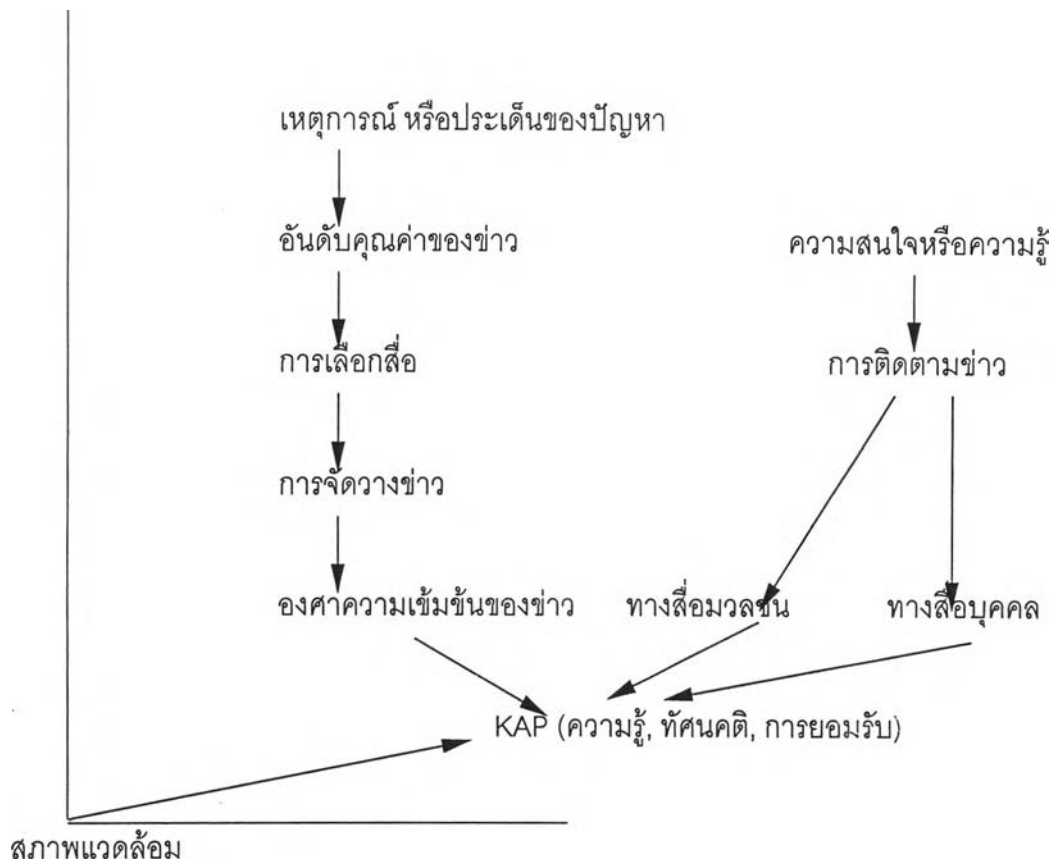 เหตุการณ์ หรือประเด็นของปัญหา
อันดับคุณค่าของข่าว
ความสนใจหรือความรู้
การเลือกสื่อ
การติดตามข่าว
การจัดวางข่าว
องศาความเข้มข้นของข่าว
ทางสื่อมวลชน
ทางสื่อบุคคล
KAP (ความรู้, ทัศนคติ, การยอมรับ)
สภาพแวดล้อม